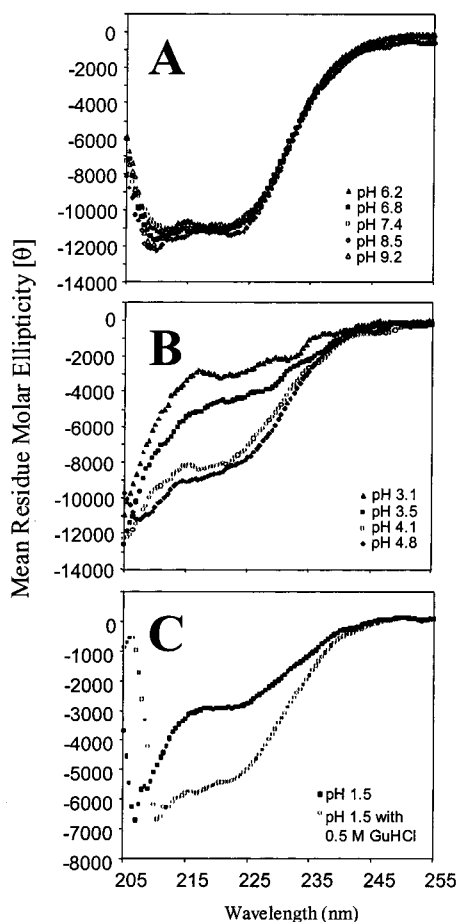 Mean Residue Molar Ellipticity [θ]
A
0
-2000
-4000
-6000
-8000
-10000
-12000
-14000
pH 6.2
pH 6.8
pH 7.4
pH 8.5
pH 9.2
B
0
-2000
-4000
-6000
-8000
-10000
-12000
-14000
pH 3.1
pH 3.5
pH 4.1
pH 4.8
C
0
-1000
-2000
-3000
-4000
-5000
-6000
-7000
-8000
pH 1.5
pH 1.5 with
0.5 M GuHCl
205 215 225 235 245 255
Wavelength (nm)